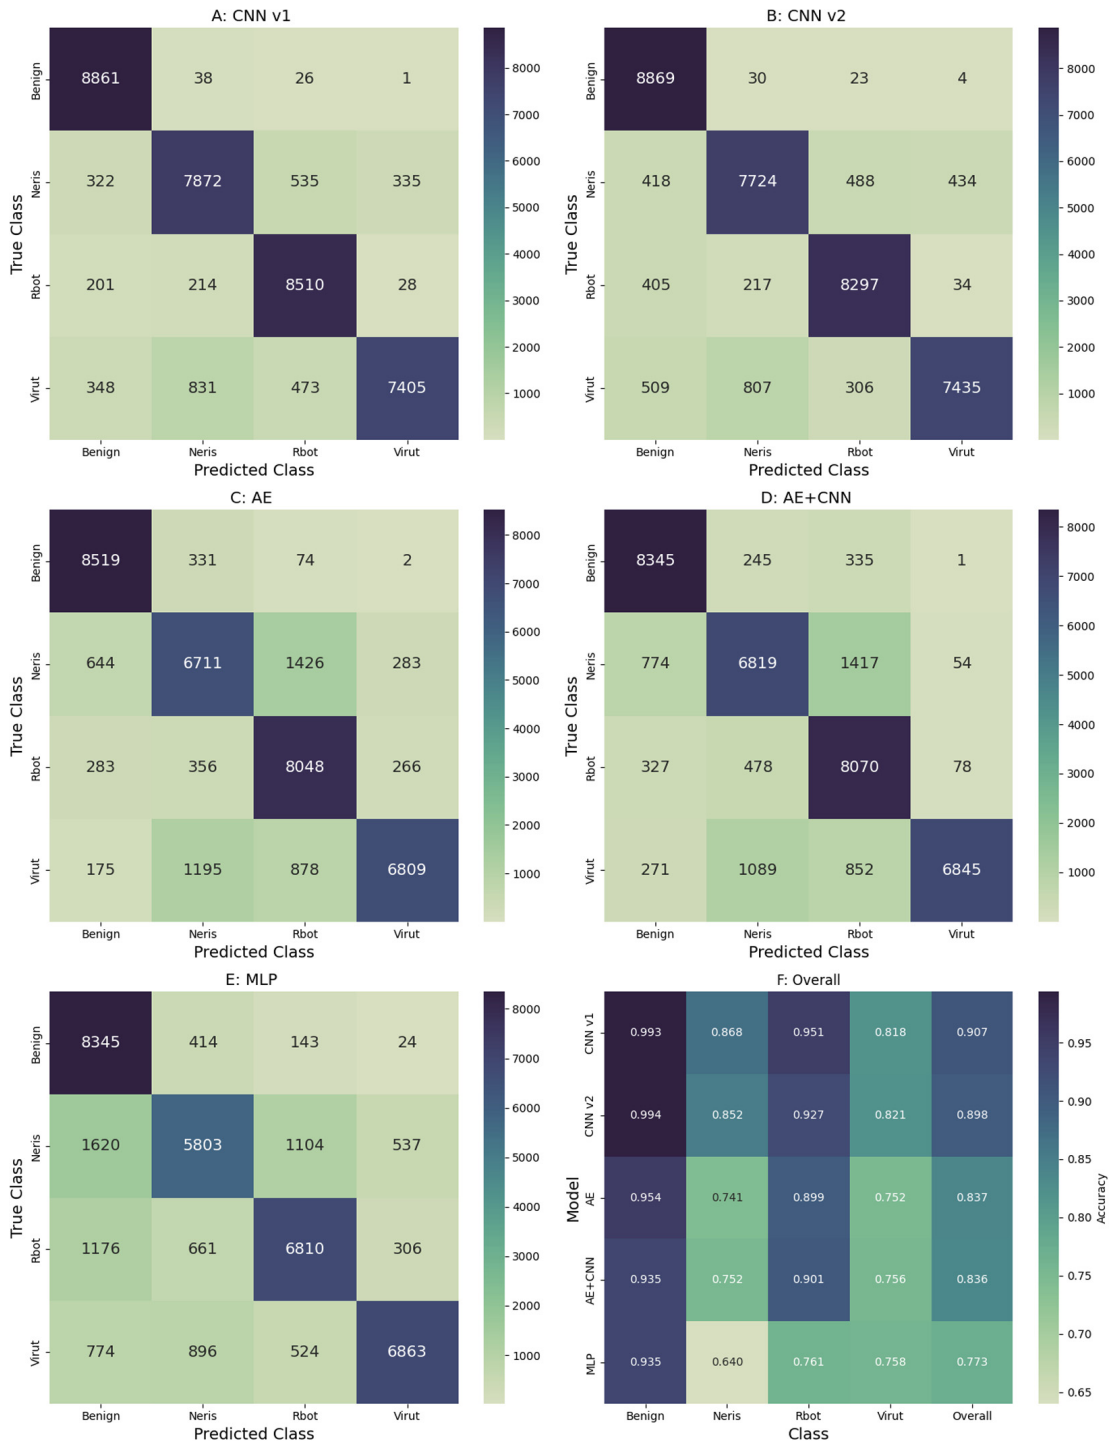 A: CNN v1
Benign 8861 38 26 1
Neris 322 7872 535 335
Rbot 201 214 8510 28
Virut 348 831 473 7405
Benign Neris Rbot Virut
Predicted Class
True Class
8000
7000
6000
5000
4000
3000
2000
1000
B: CNN v2
Benign 8869 30 23 4
Neris 418 7724 488 434
Rbot 405 217 8297 34
Virut 509 807 306 7435
Benign Neris Rbot Virut
Predicted Class
True Class
8000
7000
6000
5000
4000
3000
2000
1000
C: AE
Benign 8519 331 74 2
Neris 644 6711 1426 283
Rbot 283 356 8048 266
Virut 175 1195 878 6809
Benign Neris Rbot Virut
Predicted Class
True Class
8000
7000
6000
5000
4000
3000
2000
1000
D: AE+CNN
Benign 8345 245 335 1
Neris 774 6819 1417 54
Rbot 327 478 8070 78
Virut 271 1089 852 6845
Benign Neris Rbot Virut
Predicted Class
True Class
8000
7000
6000
5000
4000
3000
2000
1000
E: MLP
Benign 8345 414 143 24
Neris 1620 5803 1104 537
Rbot 1176 661 6810 306
Virut 774 896 524 6863
Benign Neris Rbot Virut
Predicted Class
True Class
8000
7000
6000
5000
4000
3000
2000
1000
F: Overall
CNN v1 0.993 0.868 0.951 0.818 0.907
CNN v2 0.994 0.852 0.927 0.821 0.898
AE 0.954 0.741 0.899 0.752 0.837
AE+CNN 0.935 0.752 0.901 0.756 0.836
MLP 0.935 0.640 0.761 0.758 0.773
Benign Neris Rbot Virut Overall
Class
Model
0.95
0.90
0.85
0.80
0.75
0.70
0.65
Accuracy